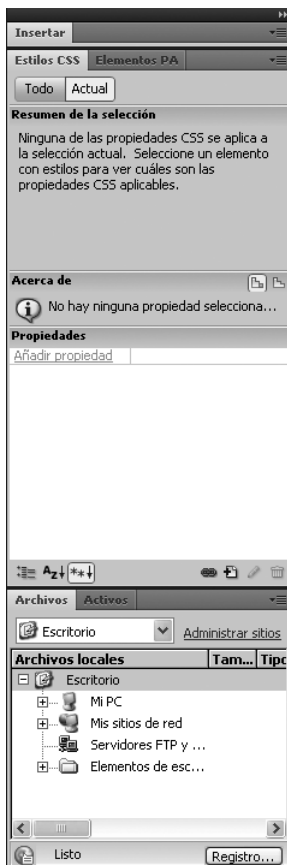 Insertar
Estilos CSS Elementos PA
Todo Actual
Resumen de la selección
Ninguna de las propiedades CSS se aplica a
la selección actual. Seleccione un elemento
con estilos para ver cuáles son las
propiedades CSS aplicables.
Acerca de
No hay ninguna propiedad selecciona...
Propiedades
Añadir propiedad
Archivos Activos
Escritorio Administrar sitios
Archivos locales Tam... Tipo
Escritorio
Mi PC
Mis sitios de red
Servidores FTP y ...
Elementos de esc...
Listo Registro...